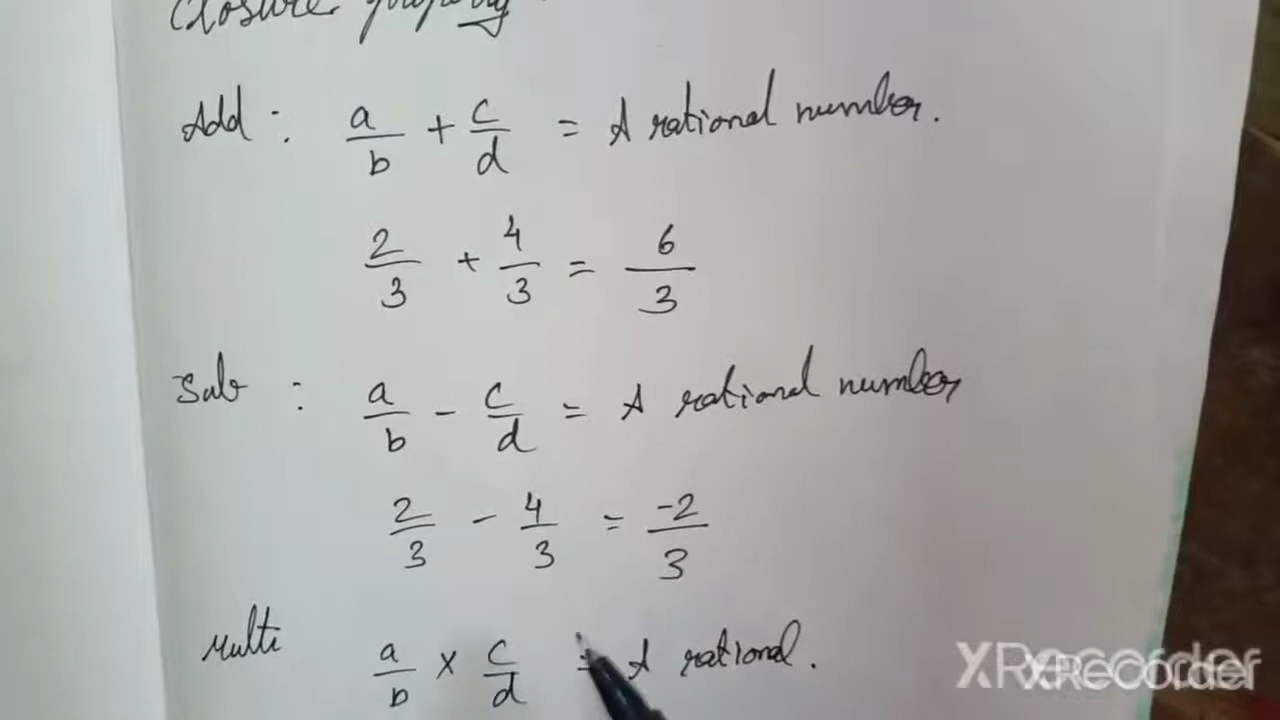 Closure property
Add : a/b + c/d = A rational number.
2/3 + 4/3 = 6/3
Sub : a/b - c/d = A rational number
2/3 - 4/3 = -2/3
Multi a/b × c/d = A rational.
XRecorder